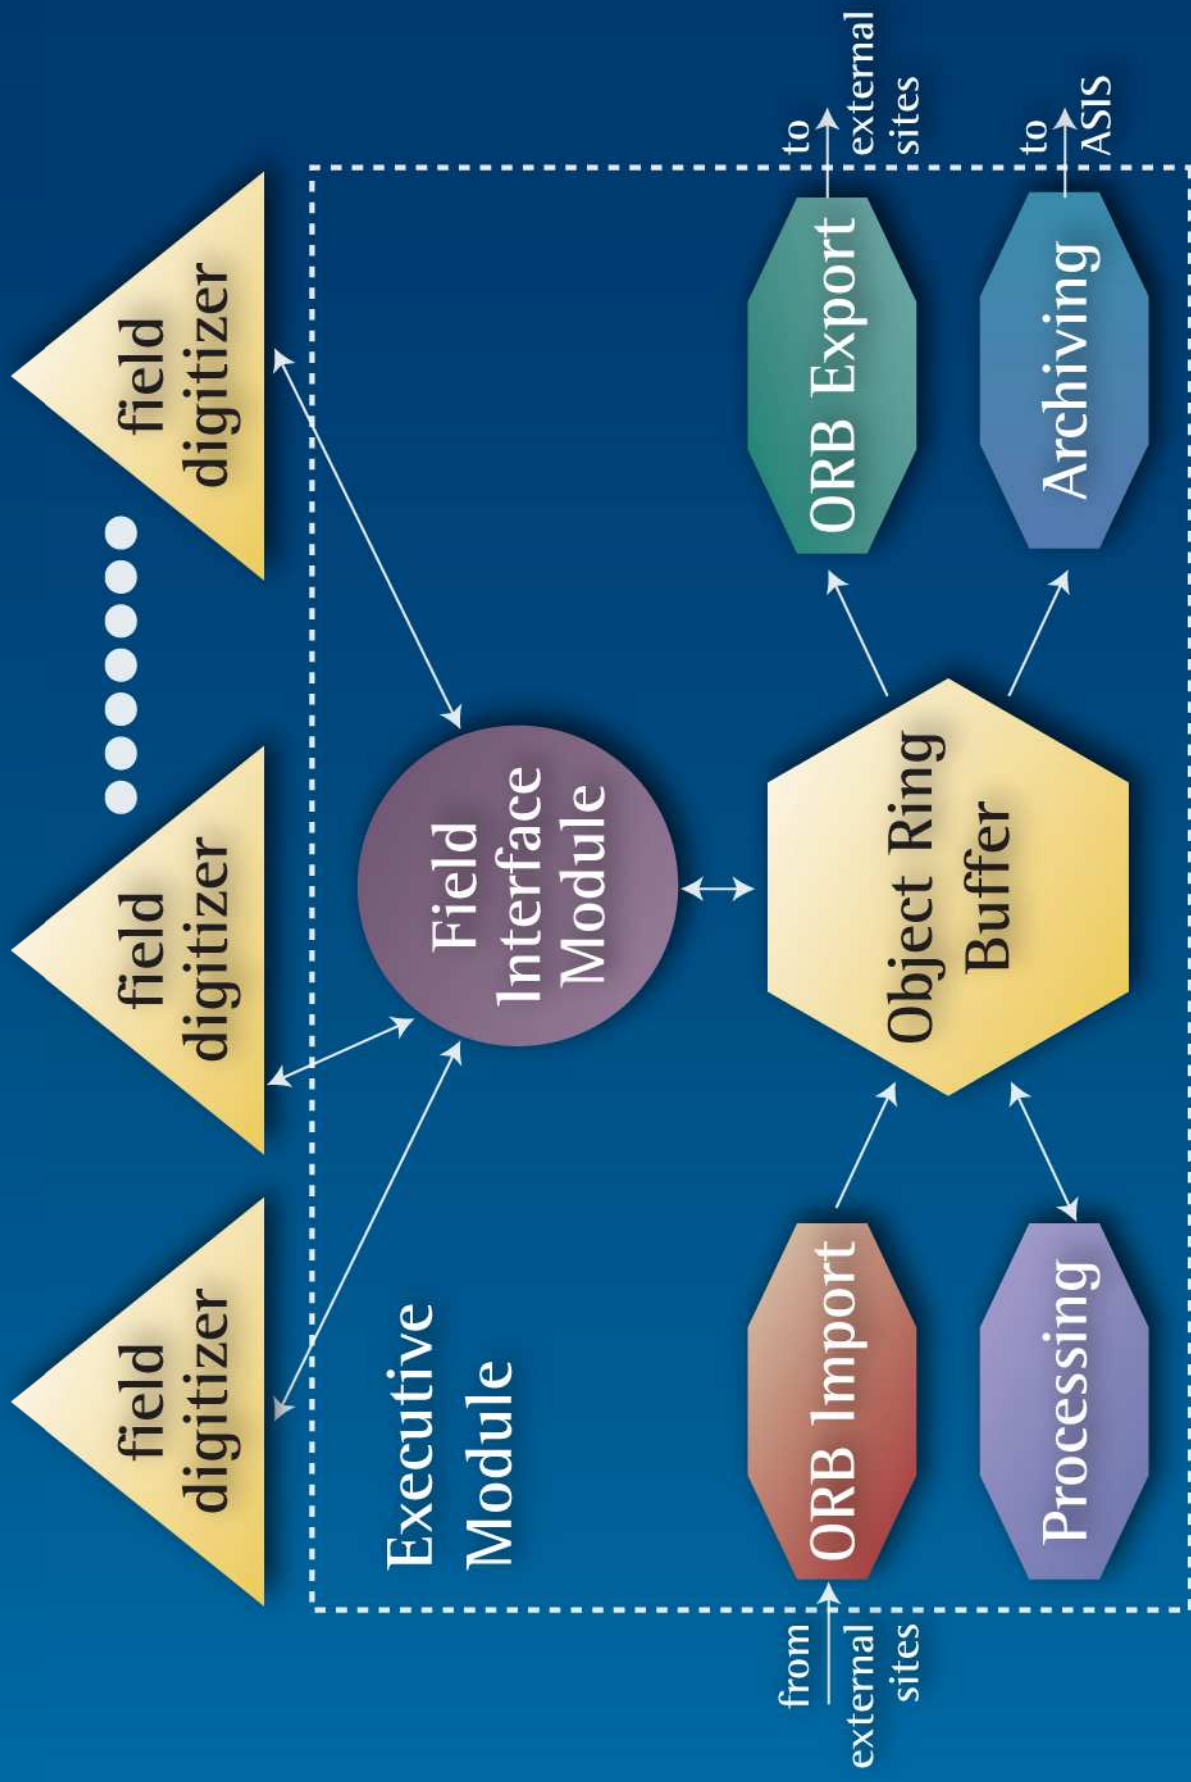 field
digitizer
field
digitizer
field
digitizer
Executive
Module
Field
Interface
Module
from
external
sites
ORB Import
Processing
Object Ring
Buffer
ORB Export
to
external
sites
Archiving
to
ASIS